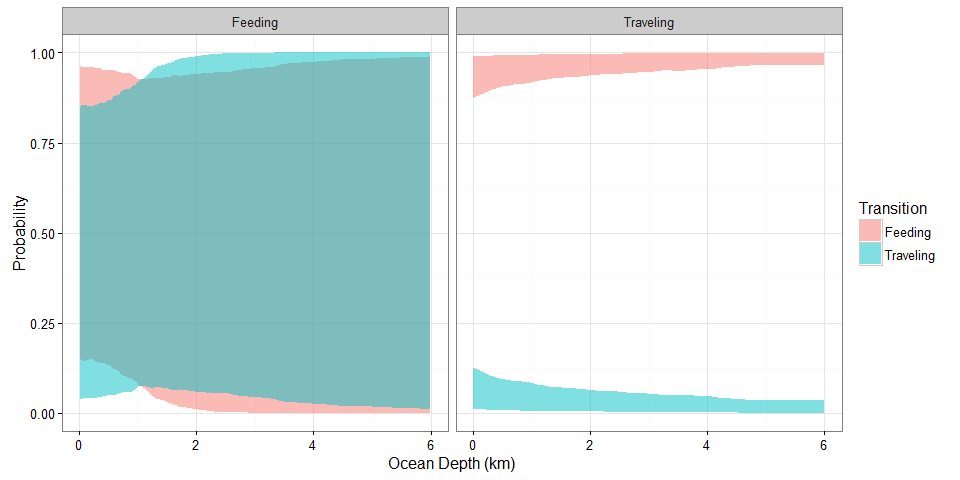 Feeding
Traveling
1.00
0.75
0.50
0.25
0.00
Probability
0 2 4 6
0 2 4 6
Ocean Depth (km)
Transition
Feeding
Traveling